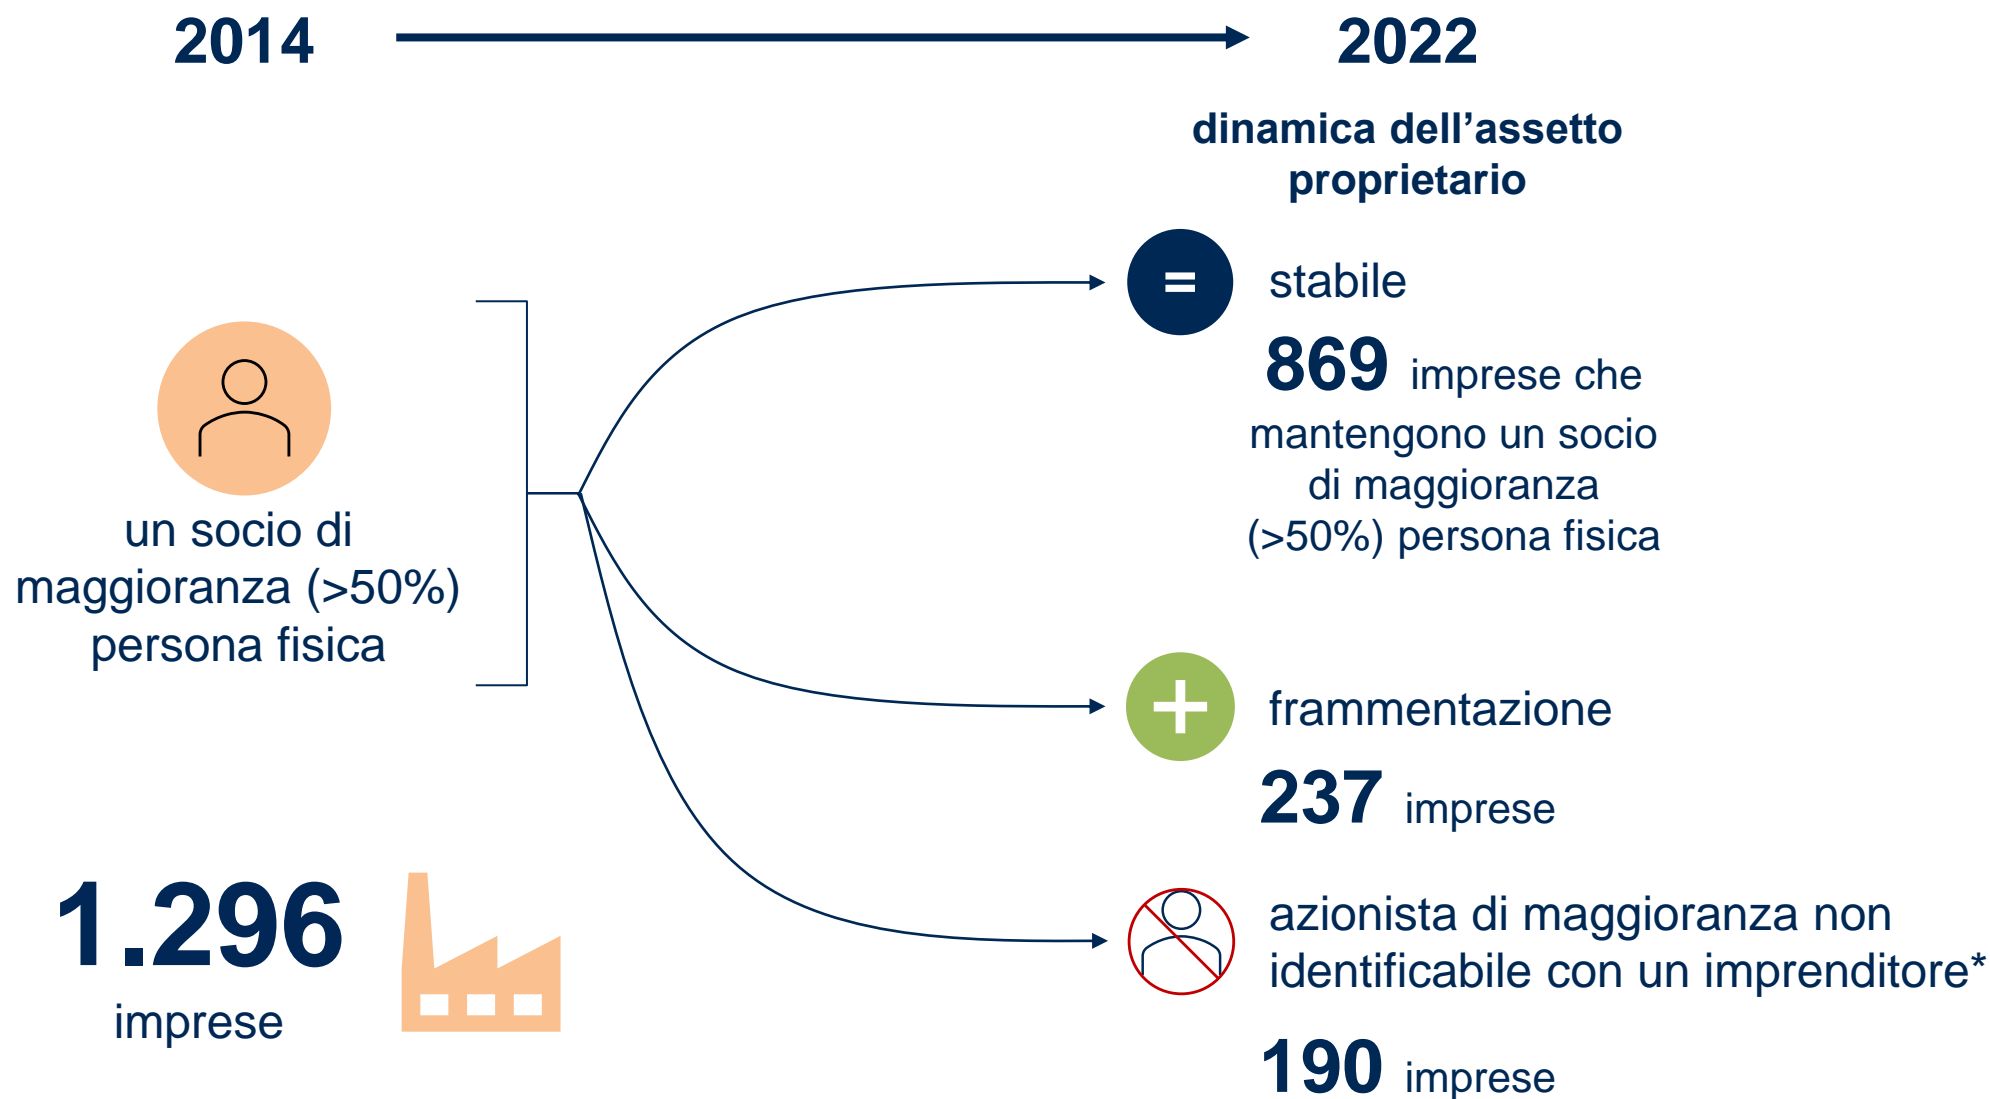 2014
2022
dinamica dell’assetto
proprietario
un socio di
maggioranza (>50%)
persona fisica
1.296
imprese
=
stabile
869 imprese che
mantengono un socio
di maggioranza
(>50%) persona fisica
+
frammentazione
237 imprese
azionista di maggioranza non
identificabile con un imprenditore*
190 imprese